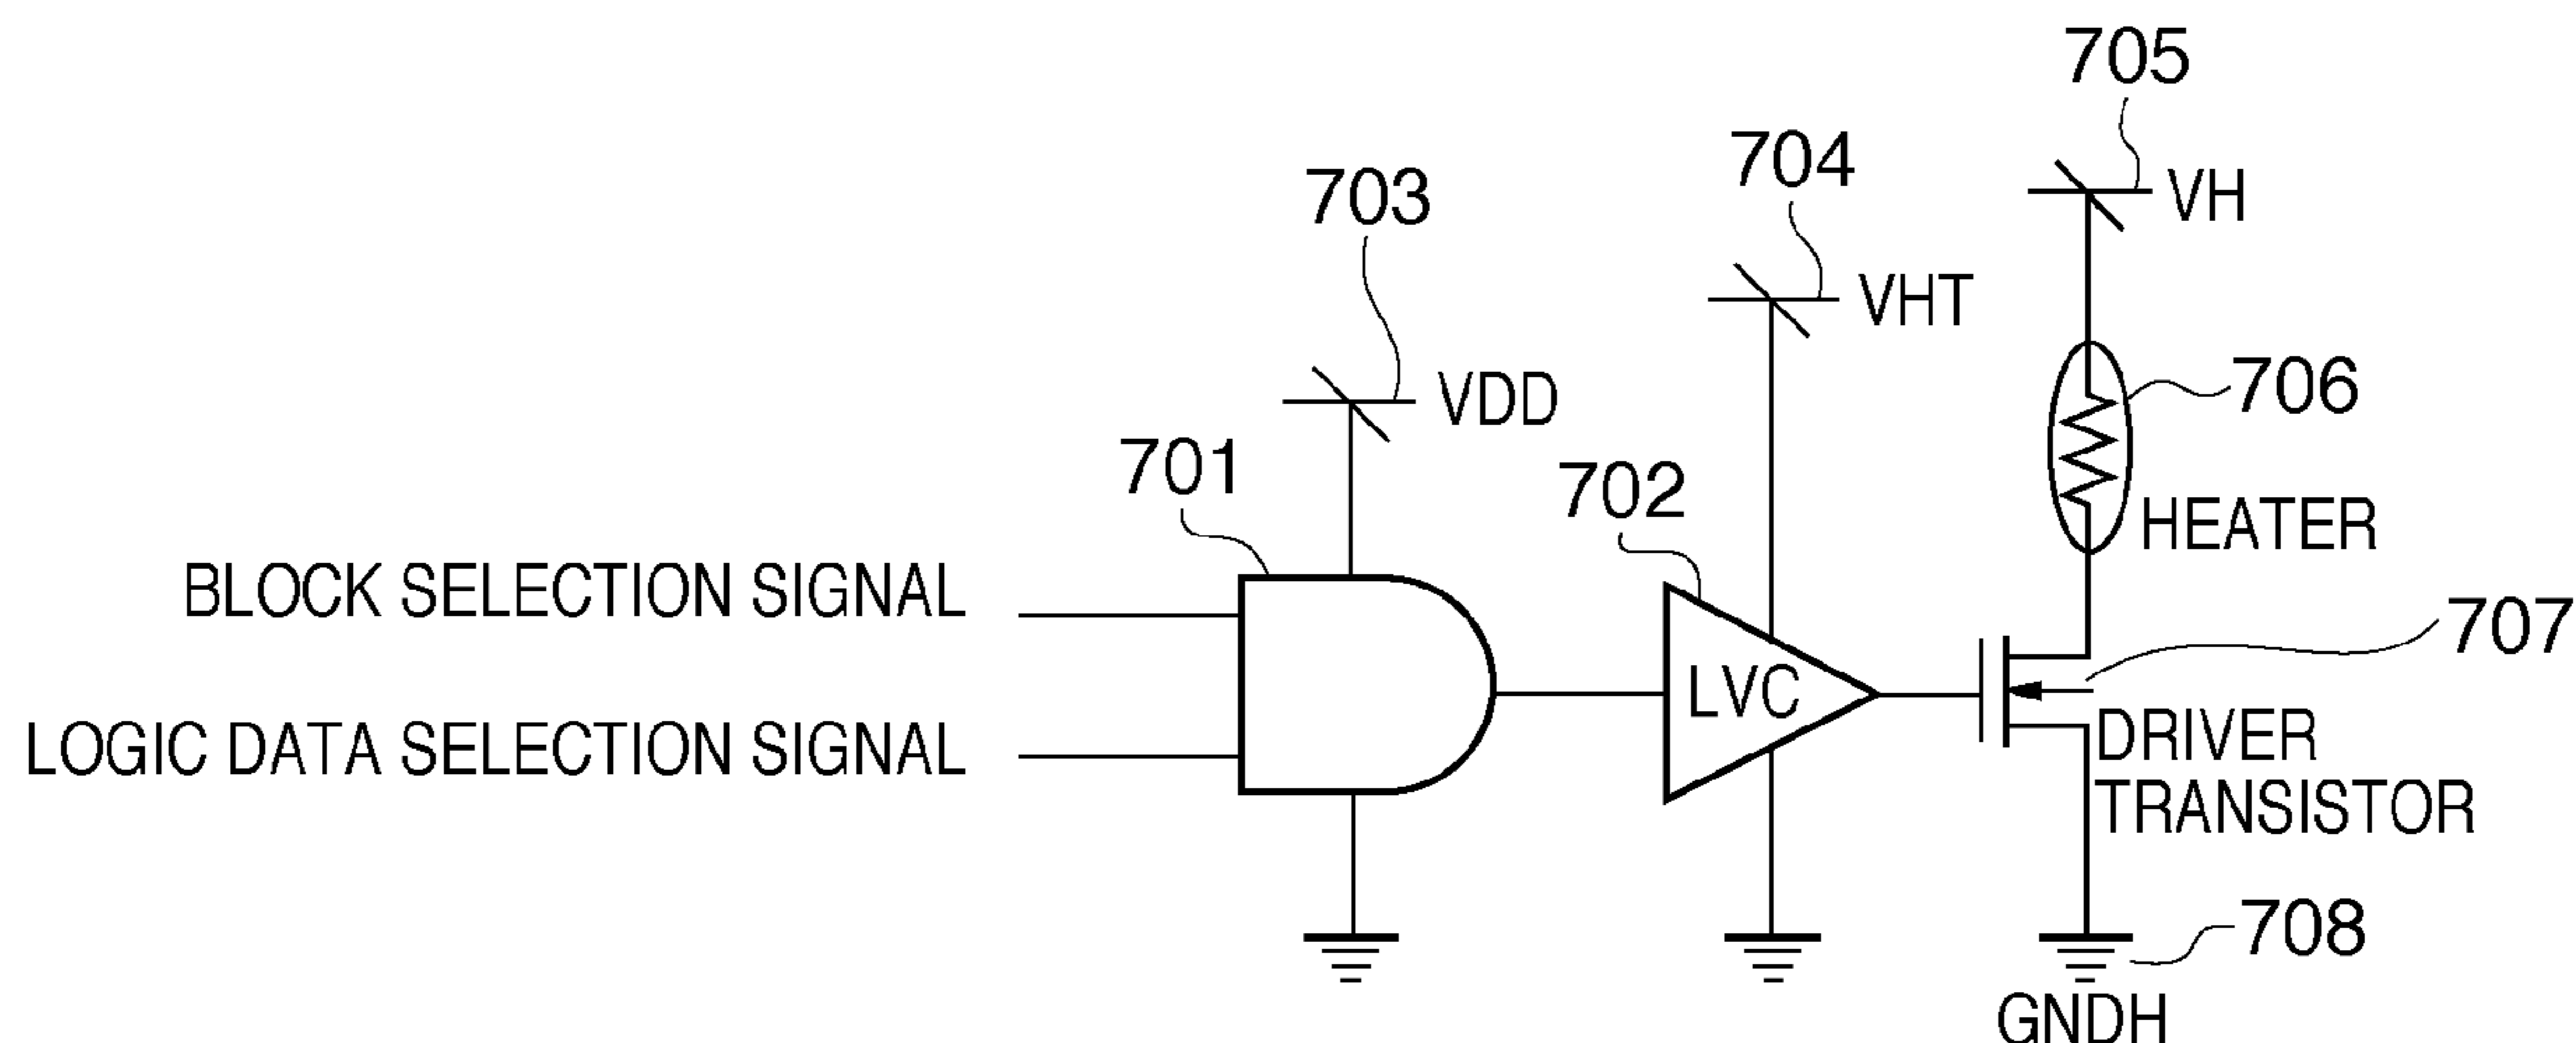 705
VH
704
VHT
703
VDD
706
HEATER
701
702
BLOCK SELECTION SIGNAL
LVC
707
LOGIC DATA SELECTION SIGNAL
DRIVER
TRANSISTOR
708
GNDH